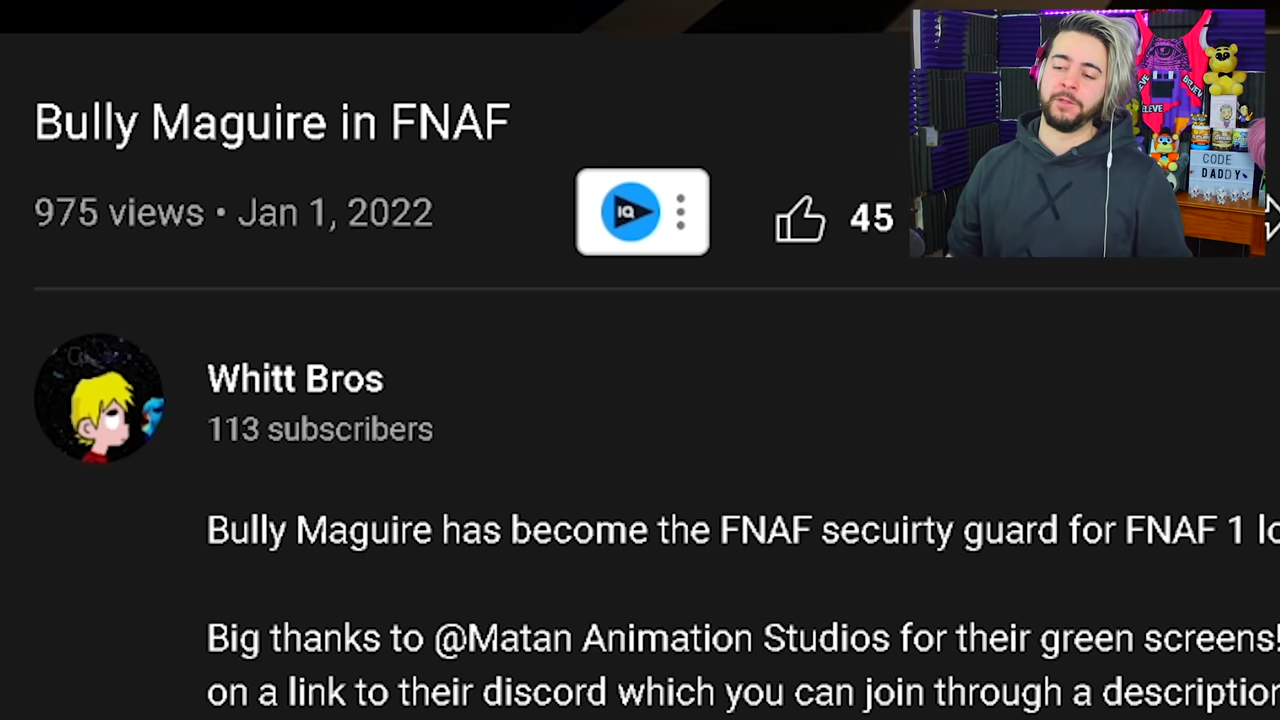 Bully Maguire in FNAF
975 views • Jan 1, 2022
IQ
45
CODE
DADDY
Whitt Bros
113 subscribers
Bully Maguire has become the FNAF secuirty guard for FNAF 1 lo
Big thanks to @Matan Animation Studios for their green screens!
on a link to their discord which you can join through a description